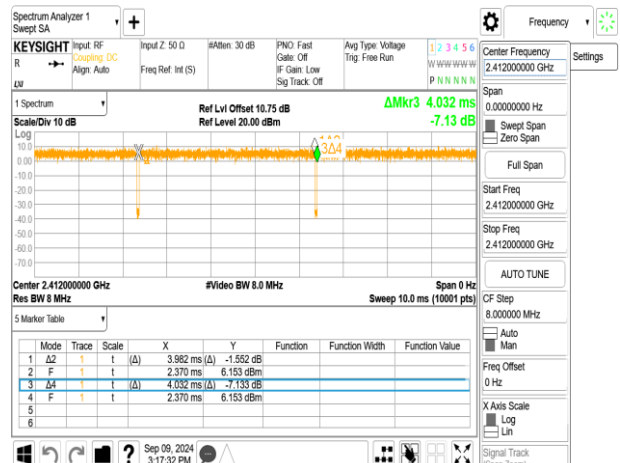 Spectrum Analyzer 1
Swept SA
Frequency
KEYSIGHT
Input: RF
Coupling: DC
Align: Auto
Input Z: 50 Ω
Freq Ref: Int (S)
#Atten: 30 dB
PNO: Fast
Gate: Off
IF Gain: Low
Sig Track: Off
Avg Type: Voltage
Trig: Free Run
1 2 3 4 5 6
W W W W W W
P N N N N N
R
LW
Center Frequency
2.412000000 GHz
Settings
Span
0.00000000 Hz
Swept Span
Zero Span
Full Span
Start Freq
2.412000000 GHz
Stop Freq
2.412000000 GHz
AUTO TUNE
CF Step
8.000000 MHz
Auto
Man
Freq Offset
0 Hz
X Axis Scale
Log
Lin
Signal Track
1 Spectrum
Scale/Div 10 dB
Ref Lvl Offset 10.75 dB
Ref Level 20.00 dBm
ΔMkr3 4.032 ms
-7.13 dB
Log
10.0
0.00
-10.0
-20.0
-30.0
-40.0
-50.0
-60.0
-70.0
3Δ4
Center 2.412000000 GHz
Res BW 8 MHz
#Video BW 8.0 MHz
Span 0 Hz
Sweep 10.0 ms (10001 pts)
5 Marker Table
Mode Trace Scale X Y Function Function Width Function Value
1 Δ2 1 t (Δ) 3.982 ms (Δ) -1.552 dB
2 F 1 t 2.370 ms 6.153 dBm
3 Δ4 1 t (Δ) 4.032 ms (Δ) -7.133 dB
4 F 1 t 2.370 ms 6.153 dBm
5
6
?
Sep 09, 2024
3:17:32 PM